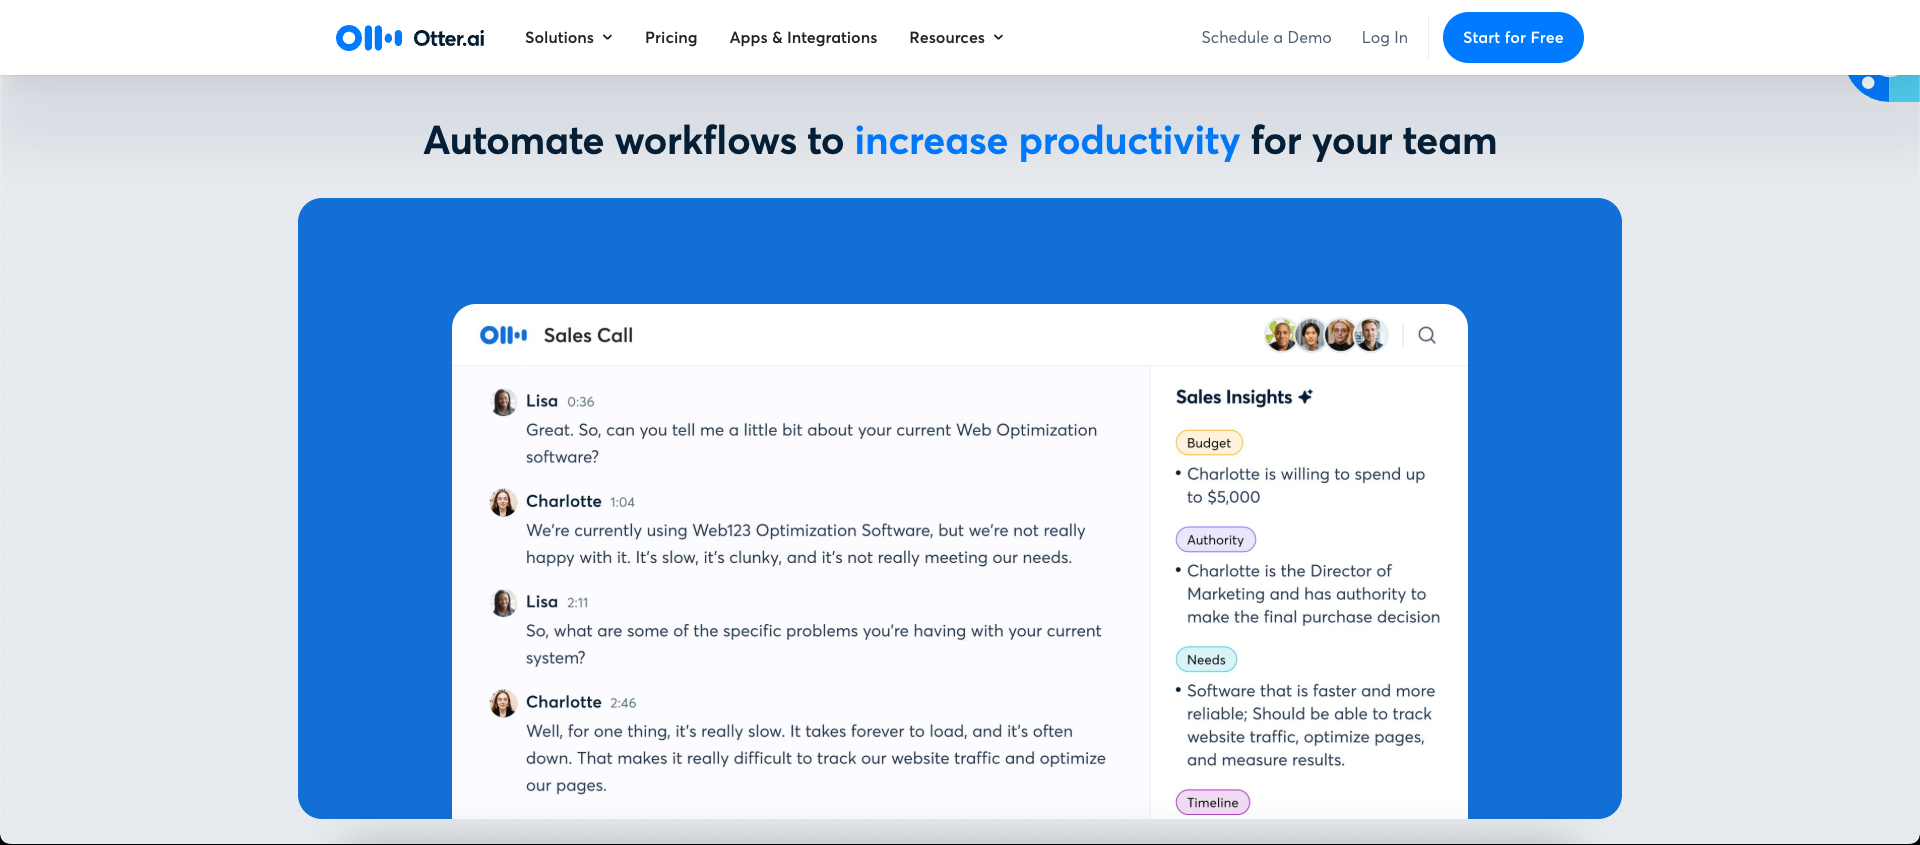 Otter.ai
Solutions
Pricing
Apps & Integrations
Resources
Schedule a Demo
Log In
Start for Free
Automate workflows to increase productivity for your team
Sales Call
Lisa 0:36
Great. So, can you tell me a little bit about your current Web Optimization
software?
Charlotte 1:04
We're currently using Web123 Optimization Software, but we're not really
happy with it. It's slow, it's clunky, and it's not really meeting our needs.
Lisa 2:11
So, what are some of the specific problems you're having with your current
system?
Charlotte 2:46
Well, for one thing, it's really slow. It takes forever to load, and it's often
down. That makes it really difficult to track our website traffic and optimize
our pages.
Sales Insights
Budget
• Charlotte is willing to spend up
to $5,000
Authority
• Charlotte is the Director of
Marketing and has authority to
make the final purchase decision
Needs
• Software that is faster and more
reliable; Should be able to track
website traffic, optimize pages,
and measure results.
Timeline